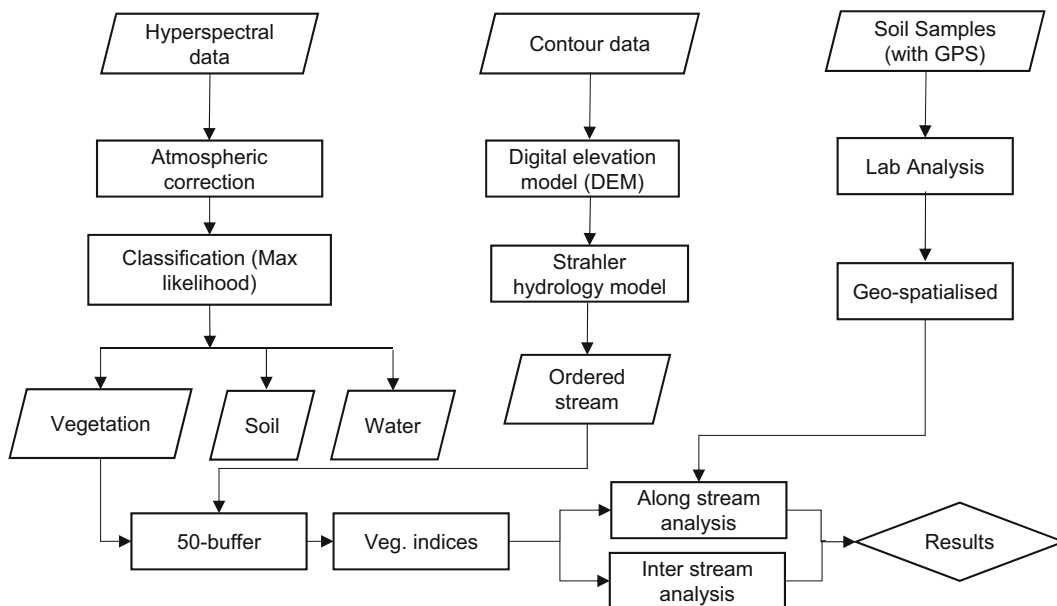 Hyperspectral
data
Contour data
Soil Samples
(with GPS)
Atmospheric
correction
Digital elevation
model (DEM)
Lab Analysis
Classification (Max
likelihood)
Strahler
hydrology model
Geo-spatialised
Vegetation
Soil
Water
Ordered
stream
50-buffer
Veg. indices
Along stream
analysis
Inter stream
analysis
Results